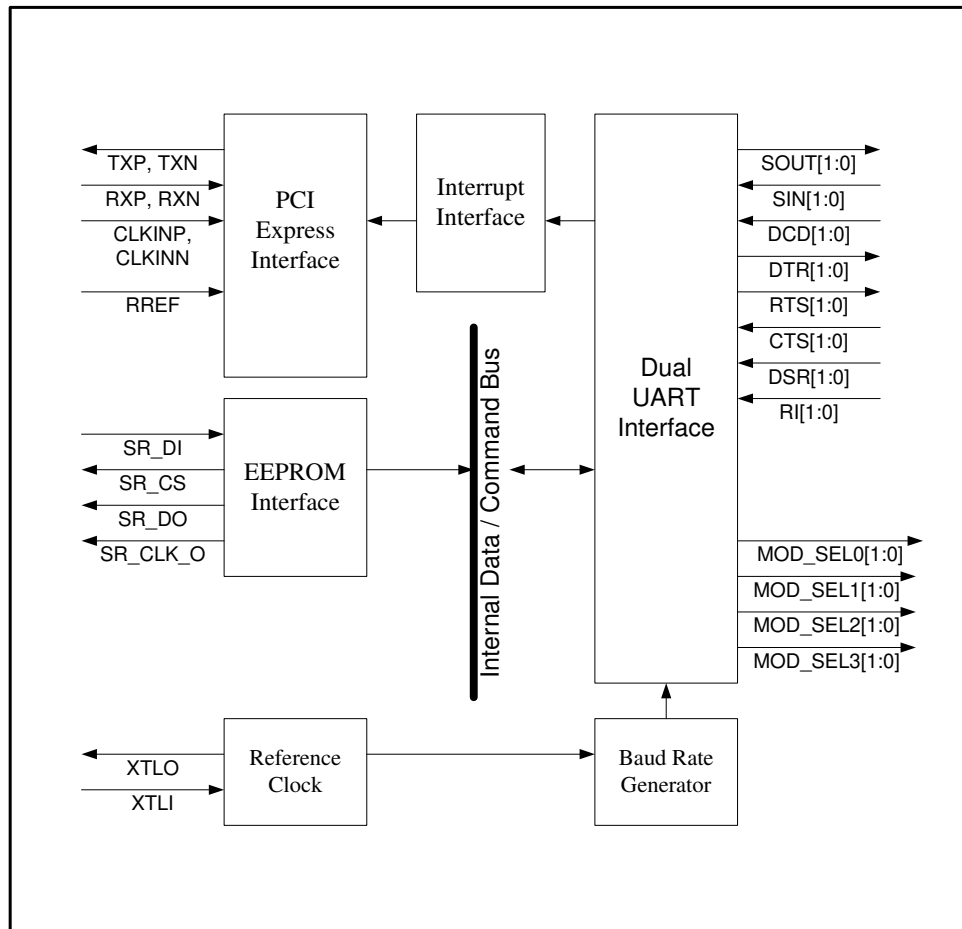 TXP, TXN
RXP, RXN
CLKINP,
CLKINN
RREF
PCI
Express
Interface
Interrupt
Interface
SR_DI
SR_CS
SR_DO
SR_CLK_O
EEPROM
Interface
Internal Data / Command Bus
Dual
UART
Interface
SOUT[1:0]
SIN[1:0]
DCD[1:0]
DTR[1:0]
RTS[1:0]
CTS[1:0]
DSR[1:0]
RI[1:0]
MOD_SEL0[1:0]
MOD_SEL1[1:0]
MOD_SEL2[1:0]
MOD_SEL3[1:0]
XTLO
XTLI
Reference
Clock
Baud Rate
Generator